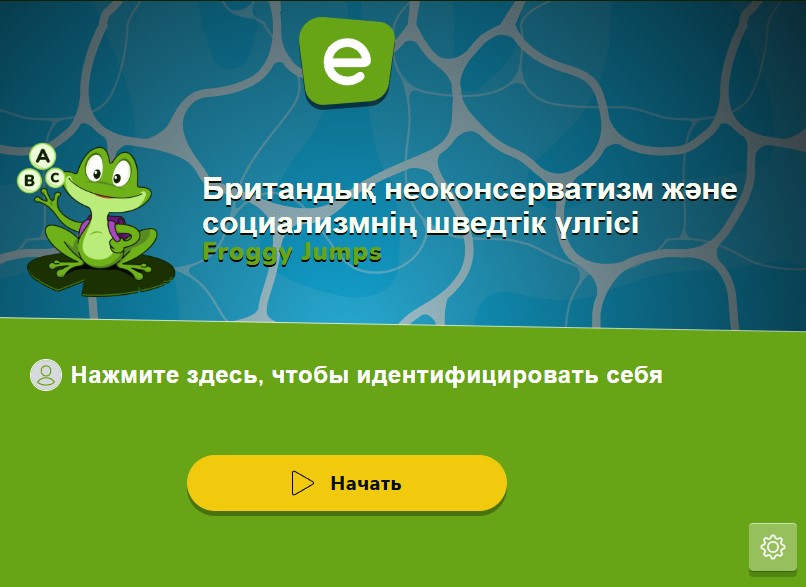 e
A
B
C
Британдық неоконсерватизм және
социализмнің шведтік үлгісі
Froggy Jumps
Нажмите здесь, чтобы идентифицировать себя
Начать